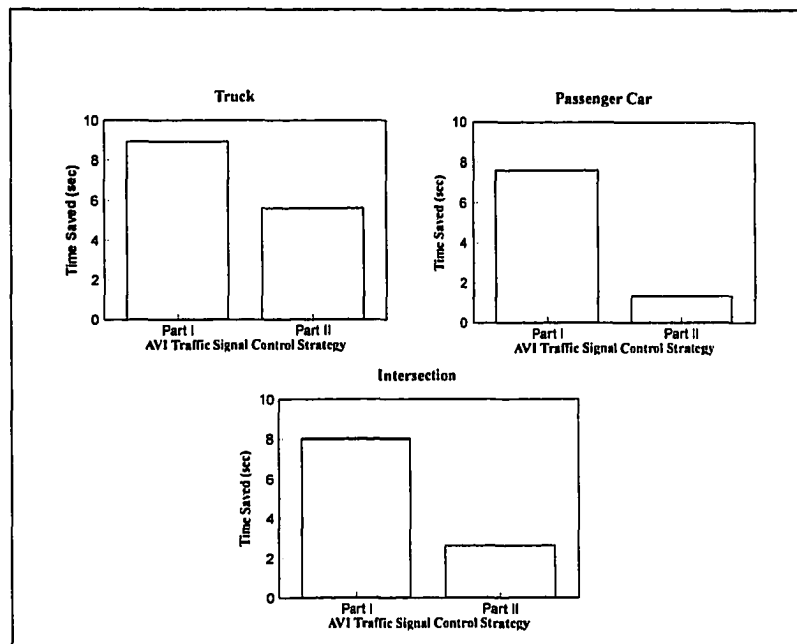 Truck
Time Saved (sec)
10
8
6
4
2
0
Part I
Part II
AVI Traffic Signal Control Strategy
Passenger Car
Time Saved (sec)
10
8
6
4
2
0
Part I
Part II
AVI Traffic Signal Control Strategy
Intersection
Time Saved (sec)
10
8
6
4
2
0
Part I
Part II
AVI Traffic Signal Control Strategy